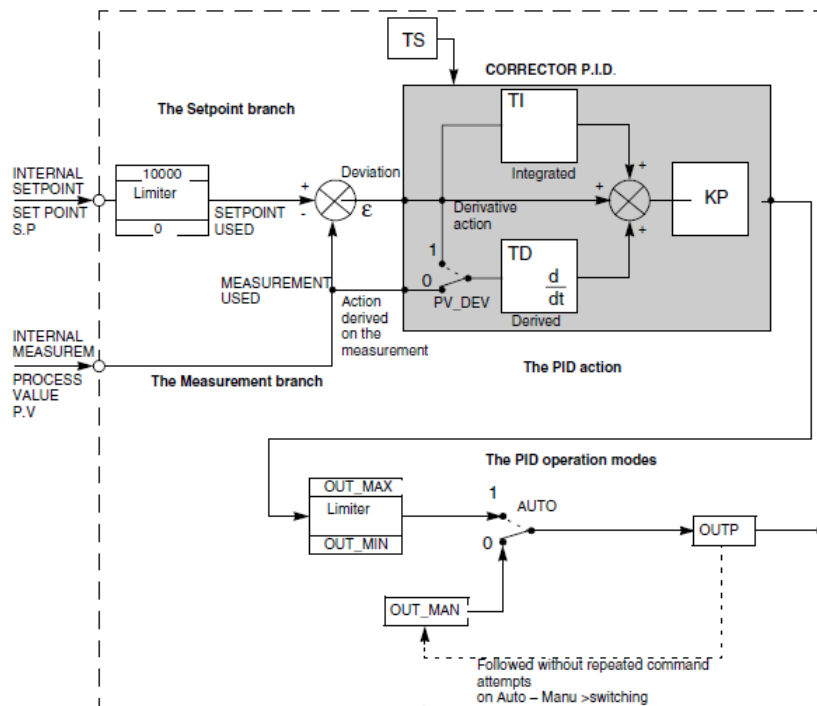 TS
CORRECTOR P.I.D.
The Setpoint branch
TI
Integrated
INTERNAL
SETPOINT
SET POINT
S.P
10000
Limiter
0
SETPOINT
USED
+
-
Deviation
ε
+
+
+
KP
Derivative
action
1
0
PV_DEV
TD
d
dt
Derived
MEASUREMENT
USED
Action
derived
on the
measurement
INTERNAL
MEASUREM
PROCESS
VALUE
P.V
The Measurement branch
The PID action
The PID operation modes
OUT_MAX
Limiter
OUT_MIN
1
AUTO
0
OUTP
OUT_MAN
Followed without repeated command
attempts
on Auto – Manu >switching